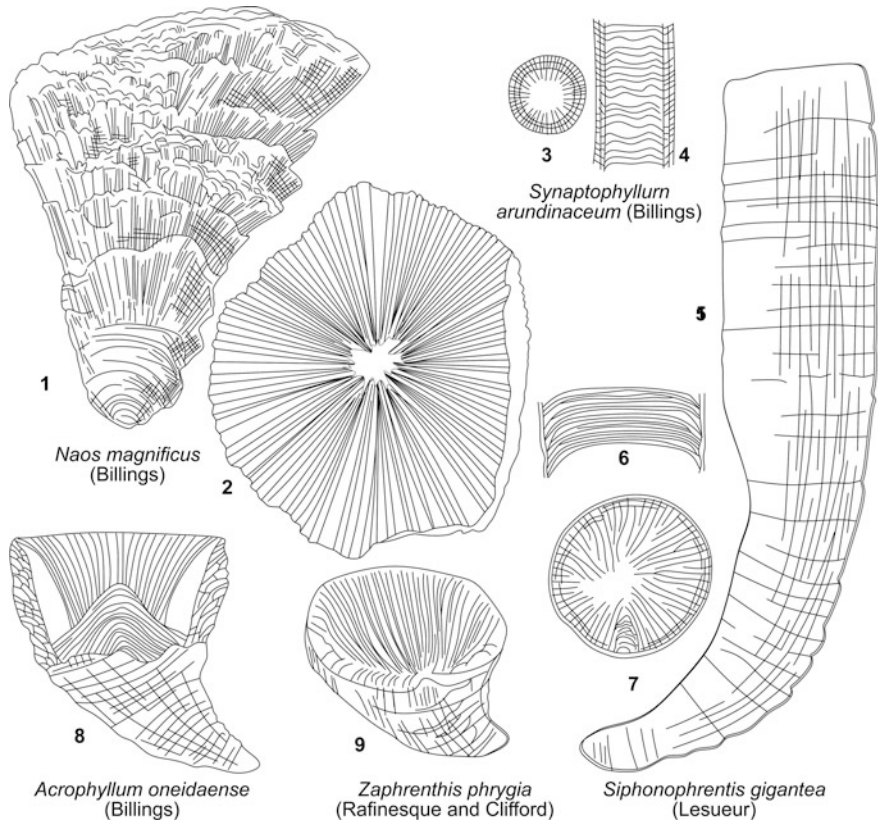 1
Naos magnificus
(Billings)
2
3
4
Synaptophyllum
arundinaceum (Billings)
5
6
7
8
Acrophyllum oneidaense
(Billings)
9
Zaphrenthis phrygia
(Rafinesque and Clifford)
Siphonophrentis gigantea
(Lesueur)